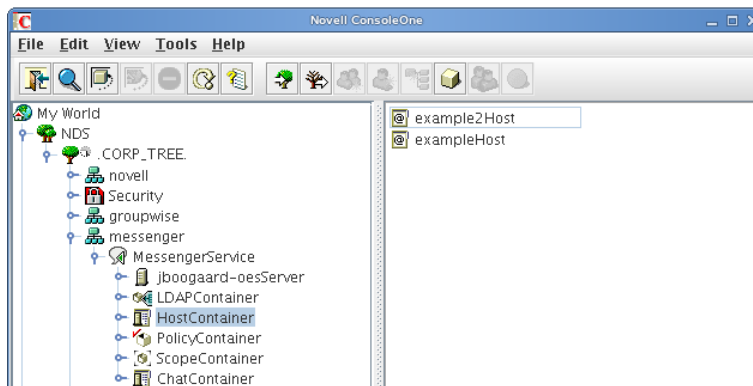 Novell ConsoleOne
File Edit View Tools Help
My World
NDS
.CORP_TREE.
novell
Security
groupwise
messenger
MessengerService
jboogaard-oesServer
LDAPContainer
HostContainer
PolicyContainer
ScopeContainer
ChatContainer
example2Host
exampleHost